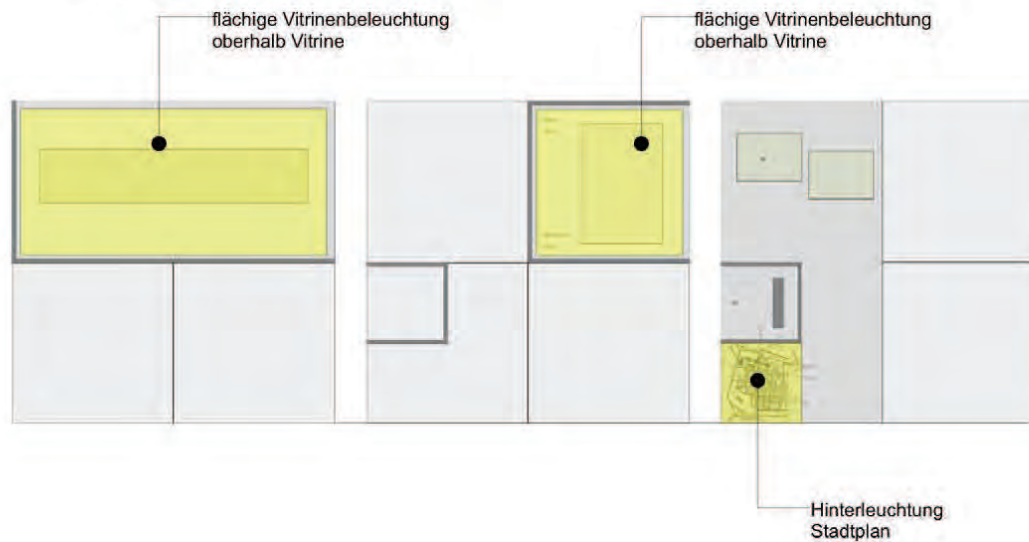 flächige Vitrinenbeleuchtung
oberhalb Vitrine
flächige Vitrinenbeleuchtung
oberhalb Vitrine
Hinterleuchtung
Stadtplan